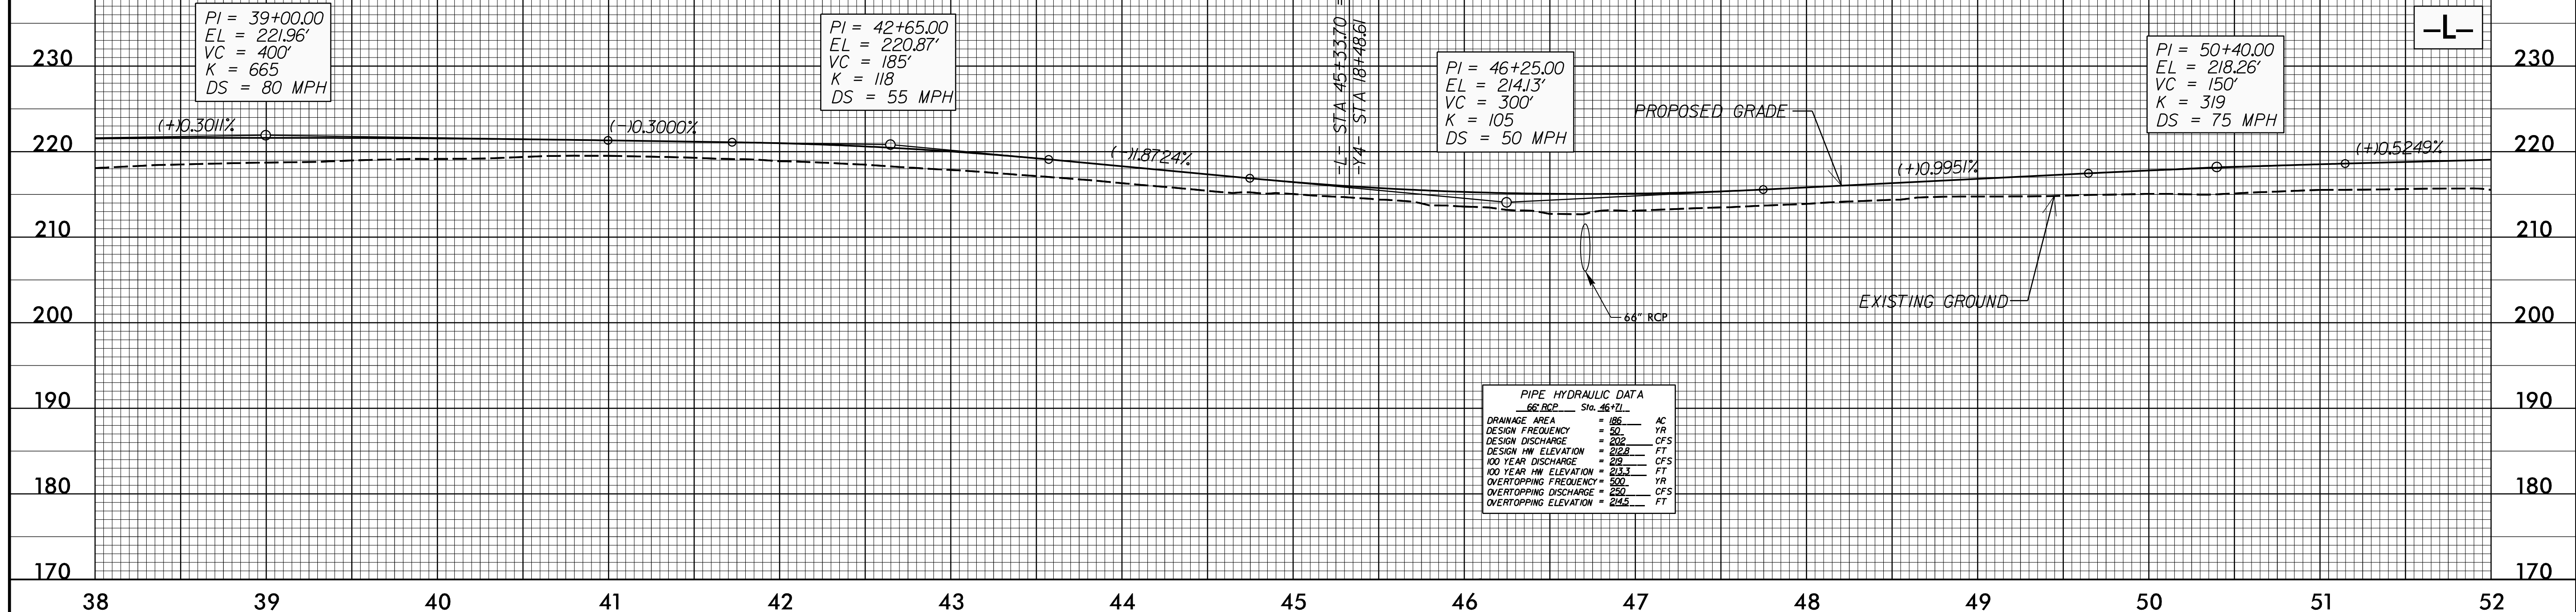 PI = 39+00.00
EL = 221.96'
VC = 400'
K = 665
DS = 80 MPH
PI = 42+65.00
EL = 220.87'
VC = 185'
K = 118
DS = 55 MPH
-L- STA 45+33.70 =
-Y4- STA 18+48.61
PI = 46+25.00
EL = 214.13'
VC = 300'
K = 105
DS = 50 MPH
PI = 50+40.00
EL = 218.26'
VC = 150'
K = 319
DS = 75 MPH
-L-
230
230
PROPOSED GRADE
(+)0.3011%
(-)0.3000%
(-)1.8724%
(+)0.9951%
(+)0.5249%
220
220
210
210
EXISTING GROUND
66" RCP
200
200
190
190
PIPE HYDRAULIC DATA
66" RCP Sta. 46+71
DRAINAGE AREA = 186 AC
DESIGN FREQUENCY = 50 YR
DESIGN DISCHARGE = 202 CFS
DESIGN HW ELEVATION = 212.8 FT
100 YEAR DISCHARGE = 219 CFS
100 YEAR HW ELEVATION = 213.3 FT
OVERTOPPING FREQUENCY = 500 YR
OVERTOPPING DISCHARGE = 250 CFS
OVERTOPPING ELEVATION = 214.5 FT
180
180
170
170
38 39 40 41 42 43 44 45 46 47 48 49 50 51 52